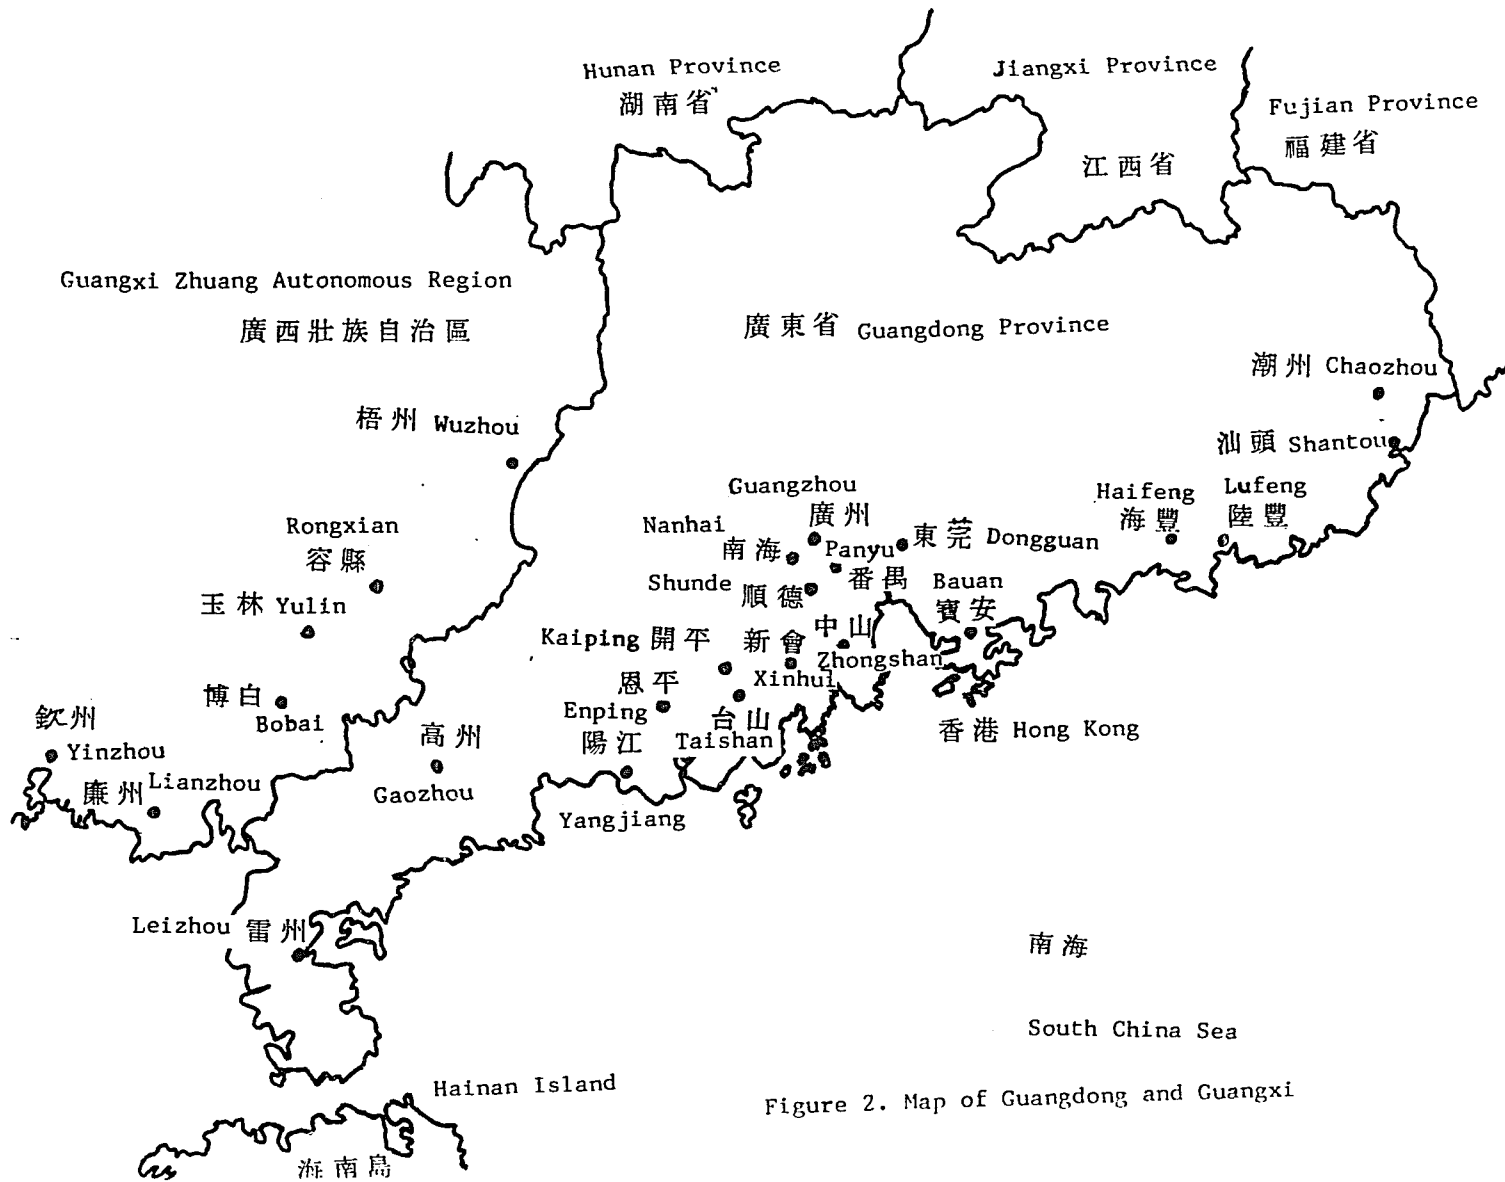 Hunan Province
湖南省
Jiangxi Province
江西省
Fujian Province
福建省
Guangxi Zhuang Autonomous Region
廣西壯族自治區
廣東省 Guangdong Province
潮州 Chaozhou
梧州 Wuzhou
汕頭 Shantou
Guangzhou
廣州
Haifeng
海豐
Lufeng
陸豐
Rongxian
容縣
Nanhai
南海
Panyu
番禺
東莞 Dongguan
Shunde 順德
Bauan
寶安
玉林 Yulin
Kaiping 開平
新會
Xinhui
中山
Zhongshan
恩平
Enping
台山
Taishan
博白
Bobai
欽州
Yinzhou
廉州 Lianzhou
高州
Gaozhou
陽江
Yangjiang
香港 Hong Kong
Leizhou 雷州
南海
South China Sea
Hainan Island
海南島
Figure 2. Map of Guangdong and Guangxi